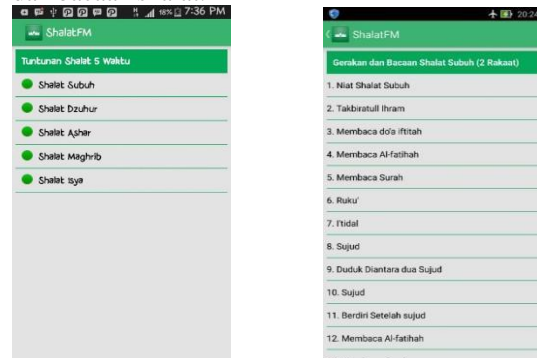 18% 7:36 PM
ShalatFM
Tuntunan Shalat 5 Waktu
Shalat Subuh
Shalat Dzuhur
Shalat Ashar
Shalat Maghrib
Shalat Isya
20:24
ShalatFM
Gerakan dan Bacaan Shalat Subuh (2 Rakaat)
1. Niat Shalat Subuh
2. Takbiratull Ihram
3. Membaca do'a iftitah
4. Membaca Al-fatihah
5. Membaca Surah
6. Ruku'
7. I'tidal
8. Sujud
9. Duduk Diantara dua Sujud
10. Sujud
11. Berdiri Setelah sujud
12. Membaca Al-fatihah